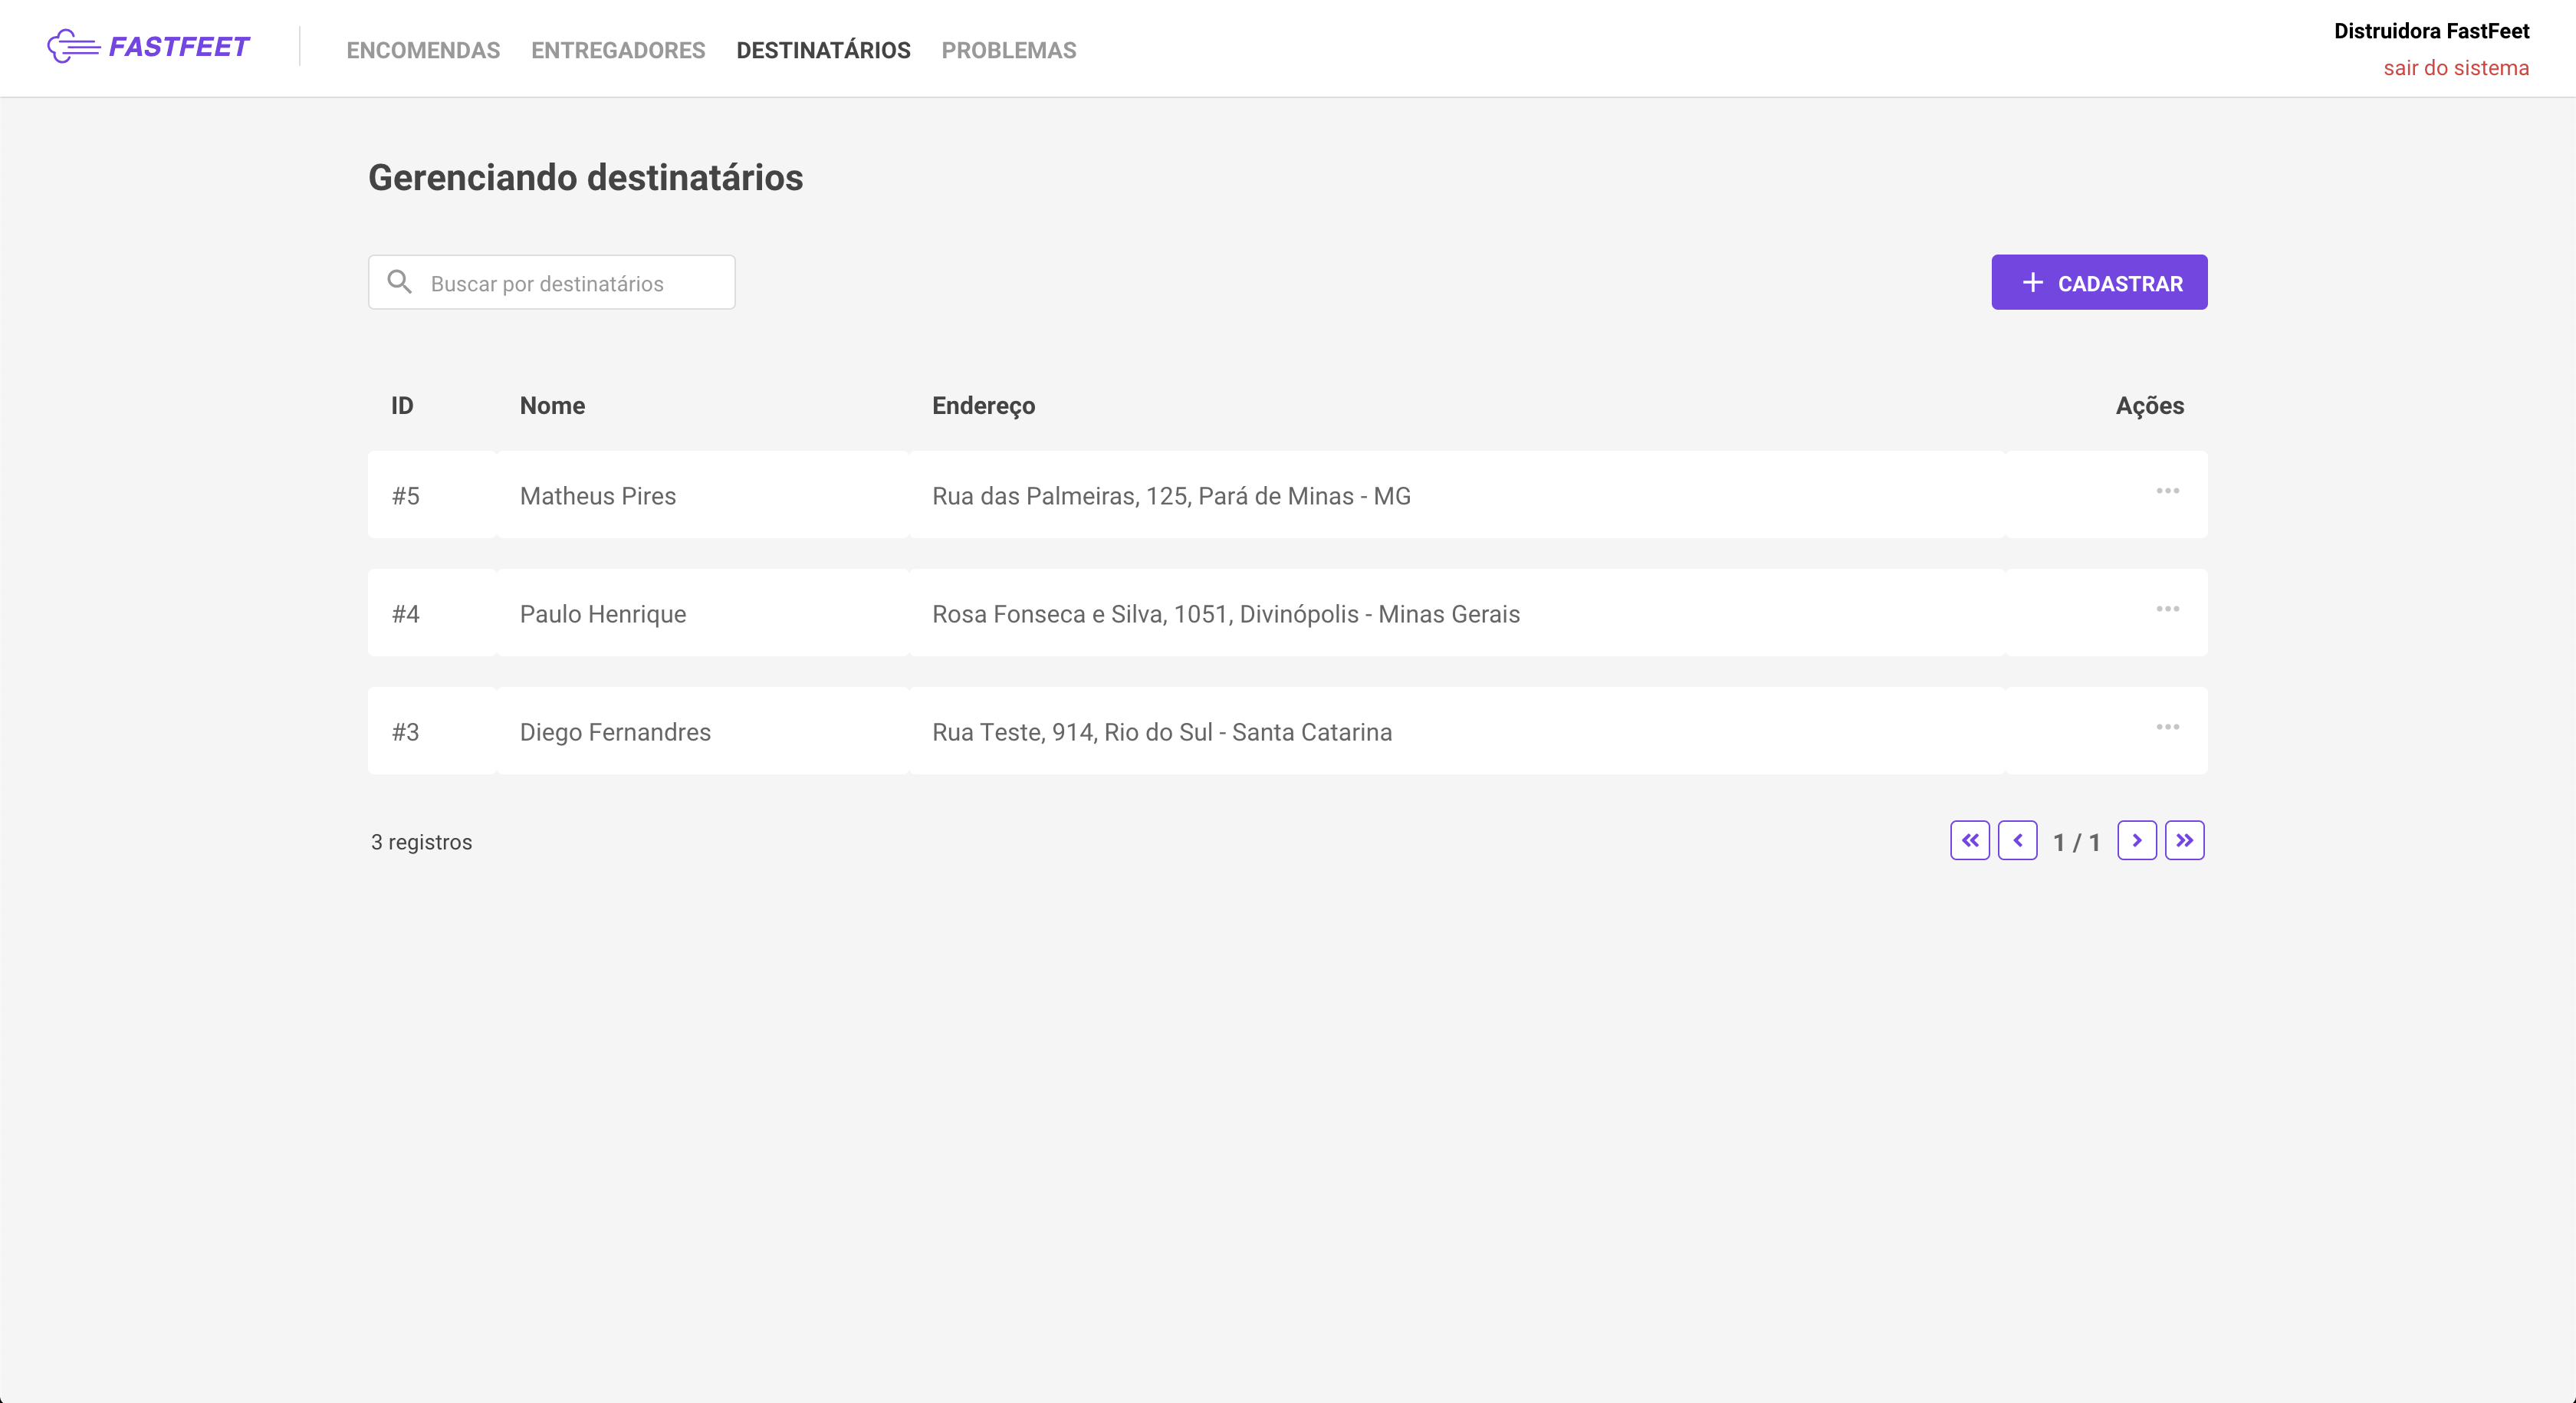 FASTFEET
ENCOMENDAS ENTREGADORES DESTINATÁRIOS PROBLEMAS
Distruidora FastFeet
sair do sistema
Gerenciando destinatários
Buscar por destinatários
CADASTRAR
ID Nome Endereço Ações
#5 Matheus Pires Rua das Palmeiras, 125, Pará de Minas - MG
#4 Paulo Henrique Rosa Fonseca e Silva, 1051, Divinópolis - Minas Gerais
#3 Diego Fernandres Rua Teste, 914, Rio do Sul - Santa Catarina
3 registros 1 / 1